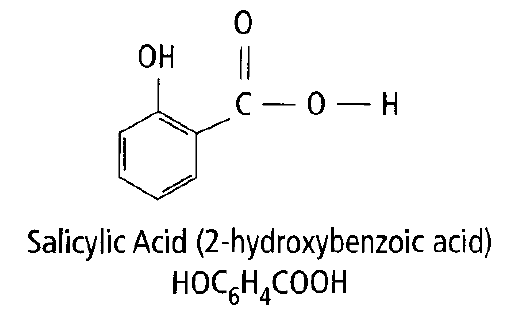 O
OH
C — O — H
Salicylic Acid (2-hydroxybenzoic acid)
HOC₆H₄COOH